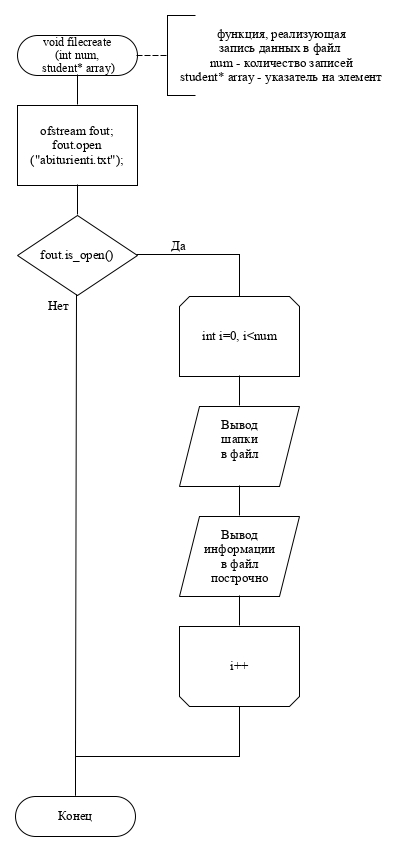 void filecreate
(int num,
student* array)
функция, реализующая
запись данных в файл
num - количество записей
student* array - указатель на элемент
ofstream fout;
fout.open
("abiturienti.txt");
fout.is_open()
Да
Нет
int i=0, i<num
Вывод
шапки
в файл
Вывод
информации
в файл
построчно
i++
Конец